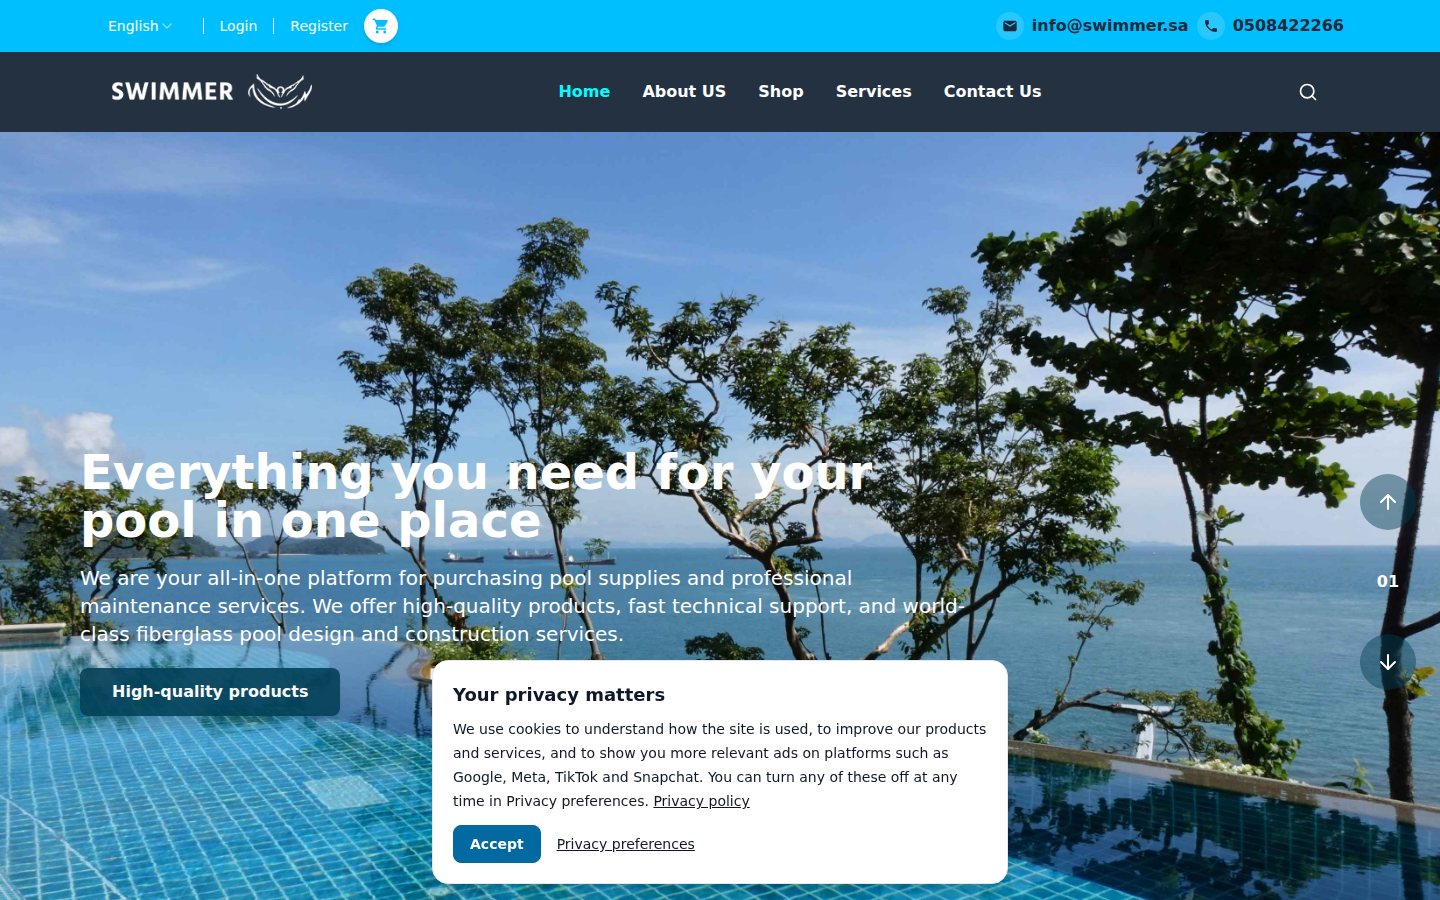 English
Login
Register
info@swimmer.sa
0508422266
SWIMMER
Home
About US
Shop
Services
Contact Us
Everything you need for your
pool in one place
We are your all-in-one platform for purchasing pool supplies and professional
maintenance services. We offer high-quality products, fast technical support, and world-
class fiberglass pool design and construction services.
01
High-quality products
Your privacy matters
We use cookies to understand how the site is used, to improve our products
and services, and to show you more relevant ads on platforms such as
Google, Meta, TikTok and Snapchat. You can turn any of these off at any
time in Privacy preferences. Privacy policy
Accept
Privacy preferences